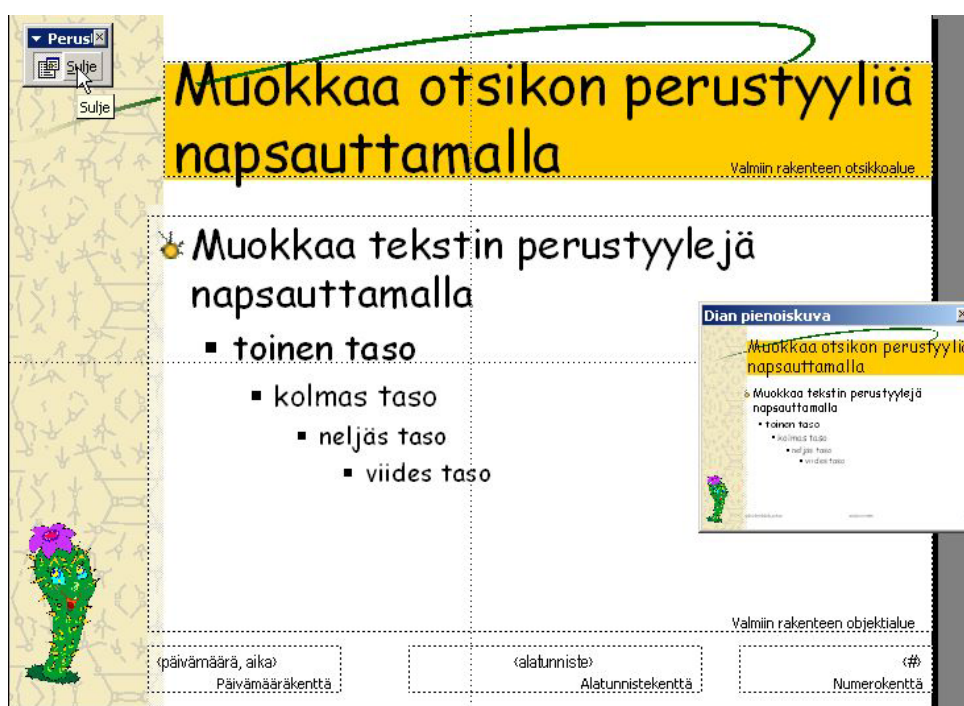 Perus
Sulje
Sulje
Muokkaa otsikon perustyyliä
napsauttamalla
Valmiin rakenteen otsikkoalue
Muokkaa tekstin perustyylejä
napsauttamalla
toinen taso
kolmas taso
neljäs taso
viides taso
Dian pienoiskuva
Muokkaa otsikon perustyyliä
napsauttamalla
Muokkaa tekstin perustyylejä
napsauttamalla
toinen taso
kolmas taso
neljäs taso
viides taso
Valmiin rakenteen objektialue
<päivämäärä, aika>
Päivämääräkenttä
<alatunniste>
Alatunnistekenttä
<#>
Numerokenttä